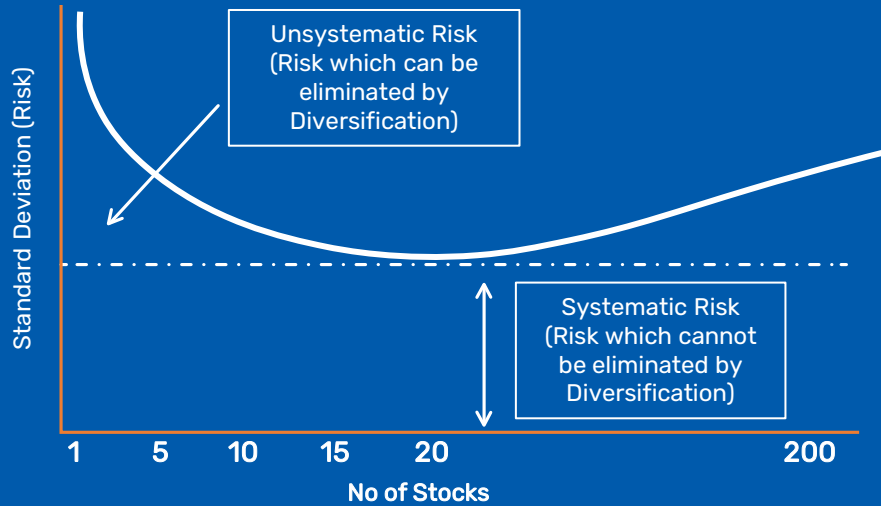 Unsystematic Risk
(Risk which can be
eliminated by
Diversification)
Standard Deviation (Risk)
Systematic Risk
(Risk which cannot
be eliminated by
Diversification)
1 5 10 15 20 200
No of Stocks